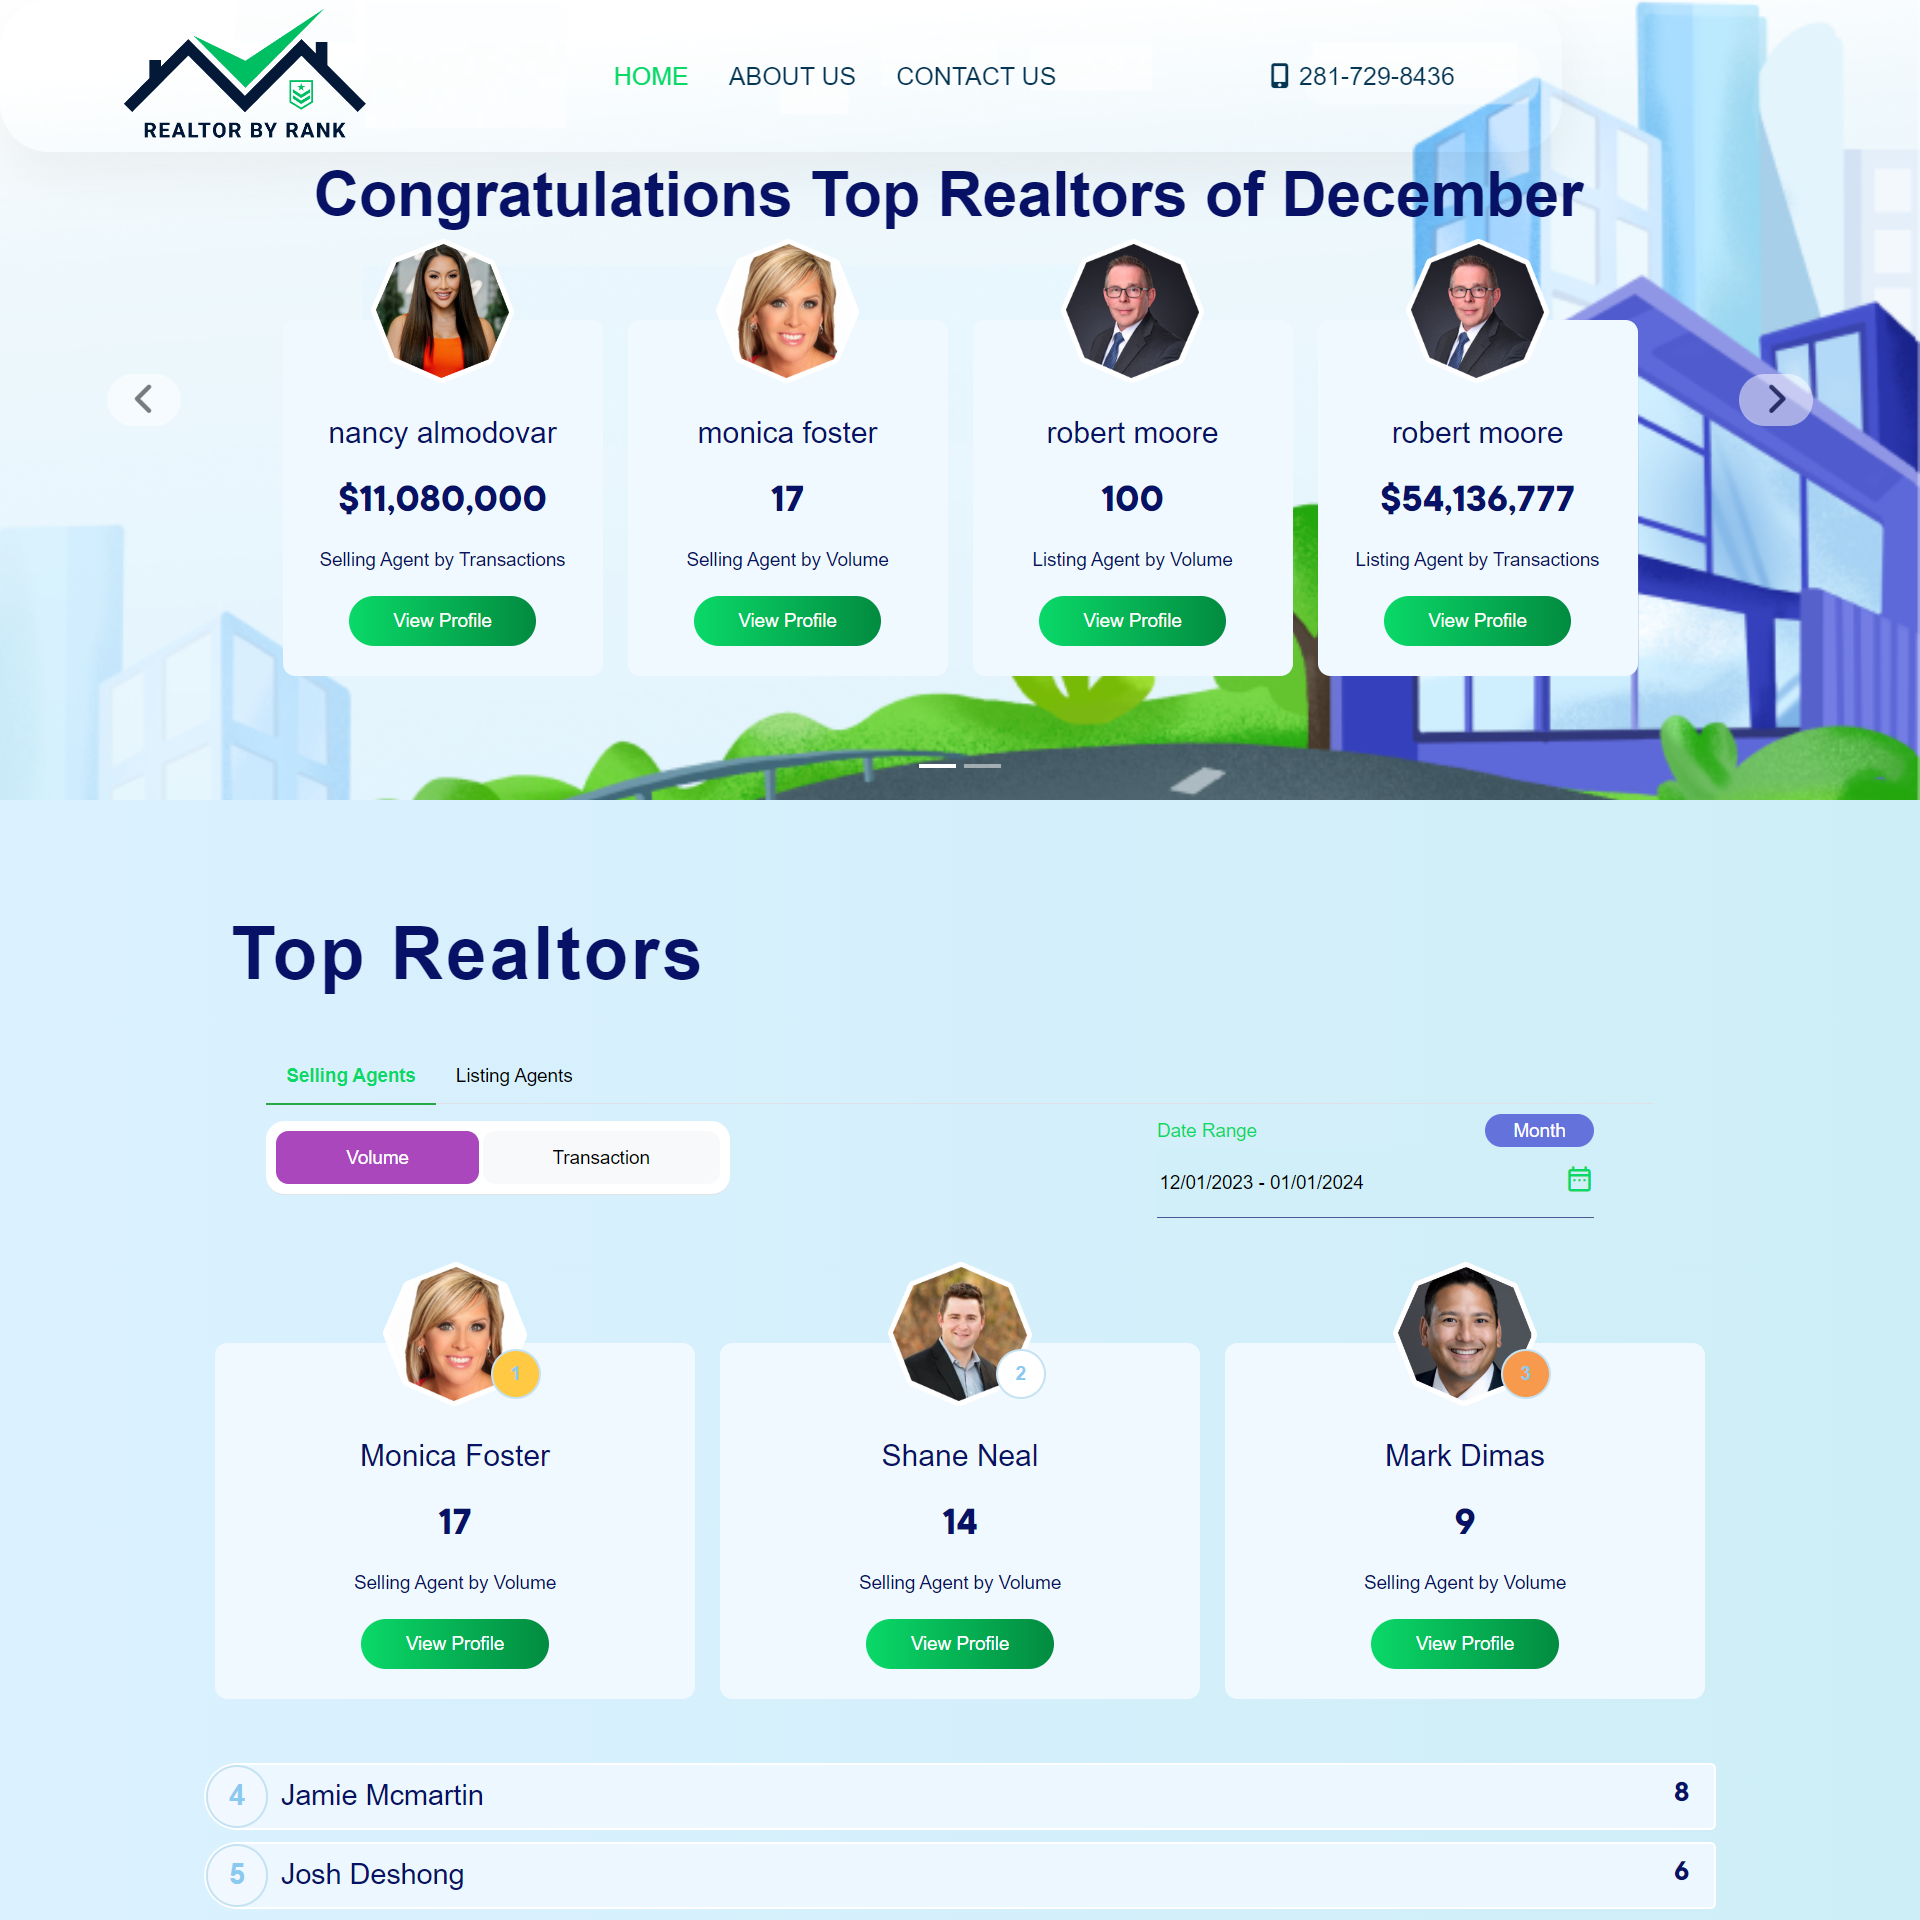 REALTOR BY RANK
HOME ABOUT US CONTACT US 281-729-8436
Congratulations Top Realtors of December
nancy almodovar
$11,080,000
Selling Agent by Transactions
View Profile
monica foster
17
Selling Agent by Volume
View Profile
robert moore
100
Listing Agent by Volume
View Profile
robert moore
$54,136,777
Listing Agent by Transactions
View Profile
Top Realtors
Selling Agents Listing Agents
Volume Transaction
Date Range Month
12/01/2023 - 01/01/2024
1
Monica Foster
17
Selling Agent by Volume
View Profile
2
Shane Neal
14
Selling Agent by Volume
View Profile
3
Mark Dimas
9
Selling Agent by Volume
View Profile
4 Jamie Mcmartin 8
5 Josh Deshong 6